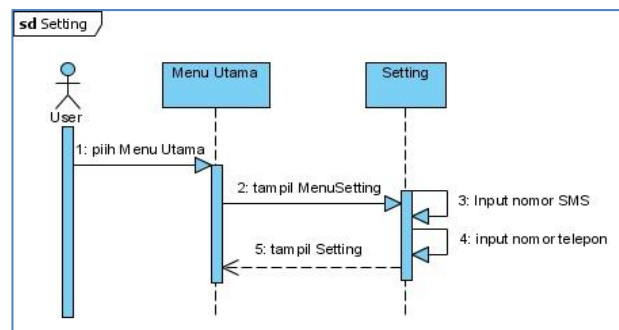 sd Setting
Menu Utama
Setting
User
1: piih Menu Utama
2: tampil MenuSetting
3: Input nomor SMS
4: input nomor telepon
5: tampil Setting